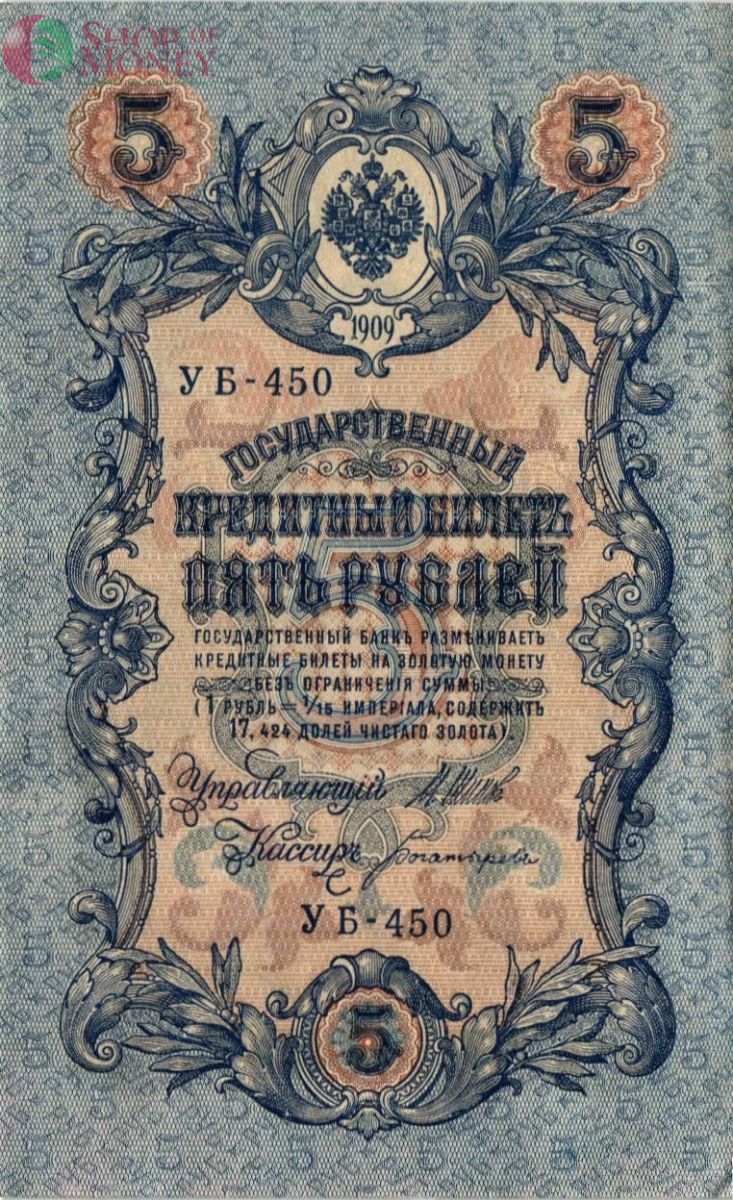 SHOP OF
MONEY
5 5
1909
УБ-450
ГОСУДАРСТВЕННЫЙ
КРЕДИТНЫЙ БИЛЕТЪ
ПЯТЬ РУБЛЕЙ
ГОСУДАРСТВЕННЫЙ БАНКЪ РАЗМѢНИВАЕТЪ
КРЕДИТНЫЕ БИЛЕТЫ НА ЗОЛОТУЮ МОНЕТУ
БЕЗЪ ОГРАНИЧЕНІЯ СУММЫ
(1 РУБЛЬ = 1/15 ИМПЕРІАЛА, СОДЕРЖИТЪ
17,424 ДОЛЕЙ ЧИСТАГО ЗОЛОТА)
Управляющій
Кассиръ Богатыревъ
УБ-450
5